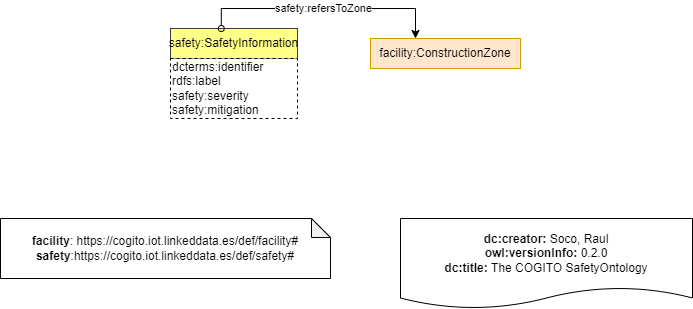 safety:refersToZone
safety:SafetyInformation
facility:ConstructionZone
dcterms:identifier
rdfs:label
safety:severity
safety:mitigation
facility: https://cogito.iot.linkeddata.es/def/facility#
safety:https://cogito.iot.linkeddata.es/def/safety#
dc:creator: Soco, Raul
owl:versionInfo: 0.2.0
dc:title: The COGITO SafetyOntology